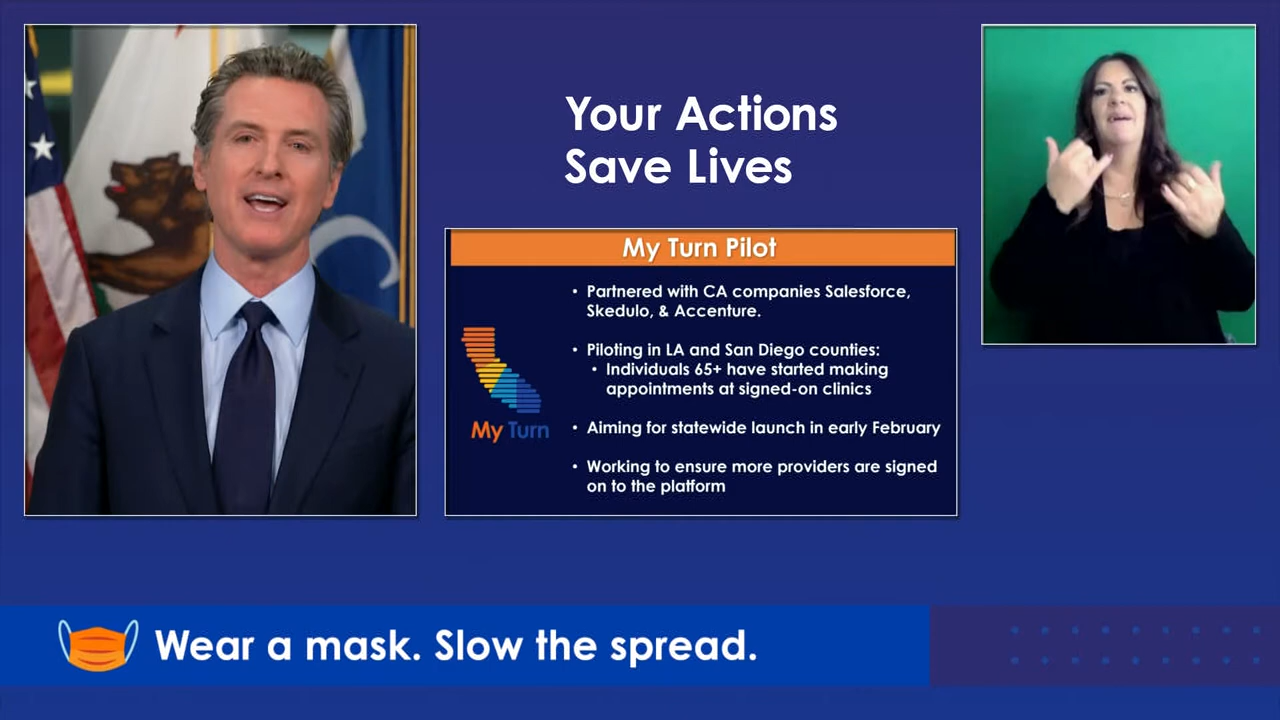 Your Actions
Save Lives
My Turn Pilot
• Partnered with CA companies Salesforce,
Skedulo, & Accenture.
• Piloting in LA and San Diego counties:
• Individuals 65+ have started making
appointments at signed-on clinics
• Aiming for statewide launch in early February
• Working to ensure more providers are signed
on to the platform
My Turn
Wear a mask. Slow the spread.